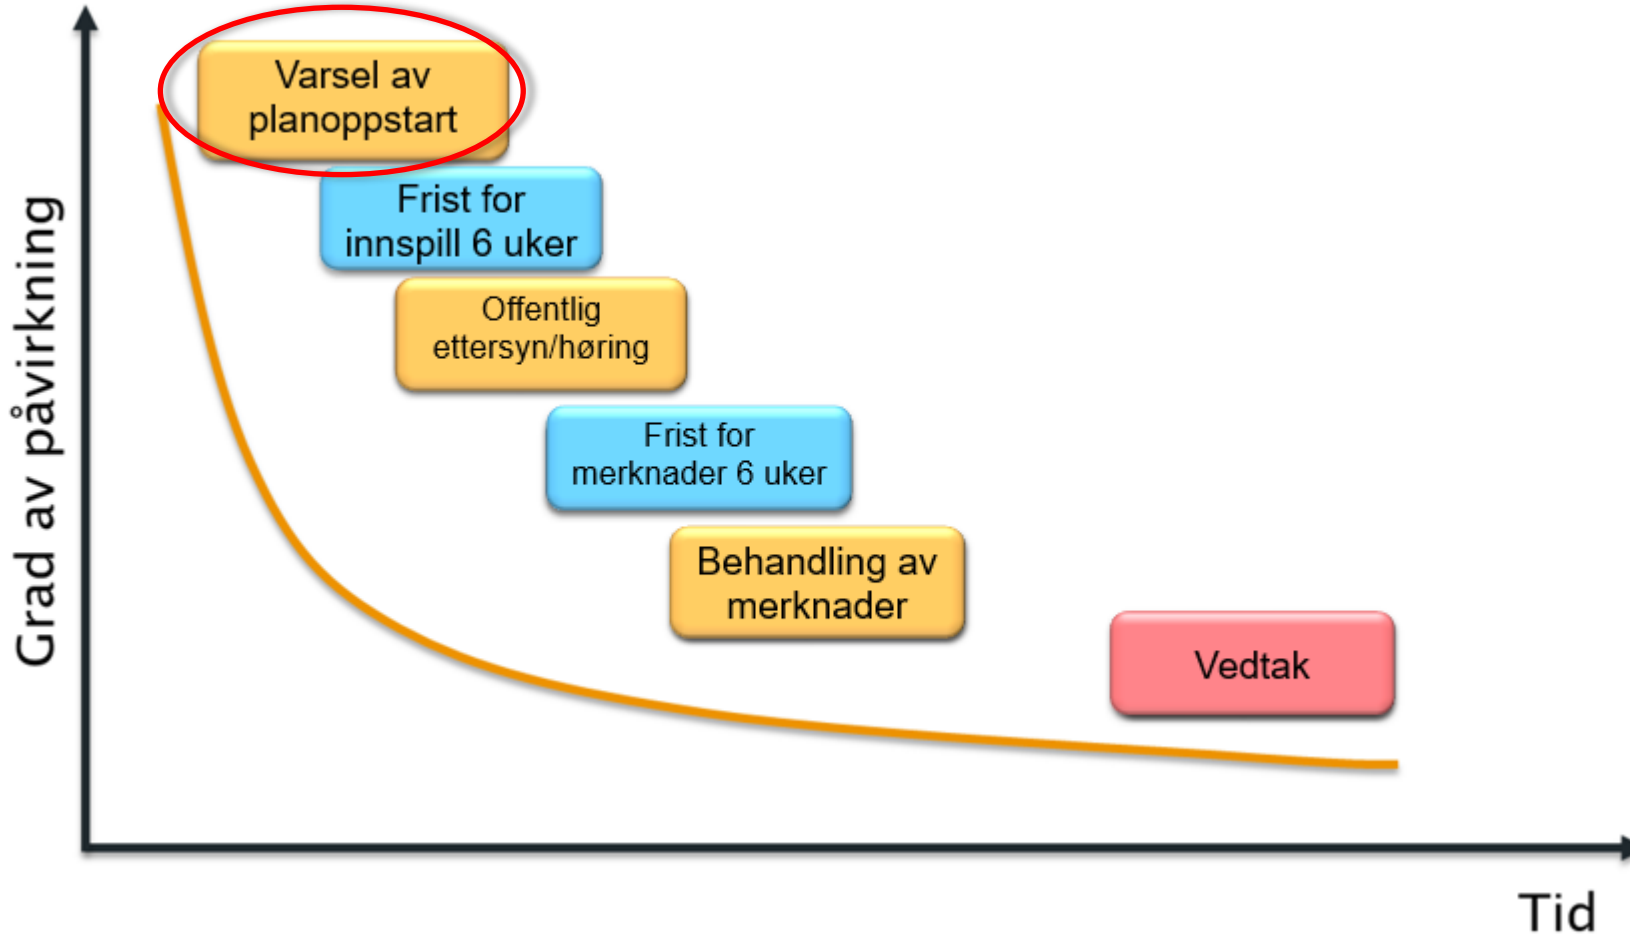 Varsel av
planoppstart
Frist for
innspill 6 uker
Offentlig
ettersyn/høring
Frist for
merknader 6 uker
Behandling av
merknader
Vedtak
Grad av påvirkning
Tid